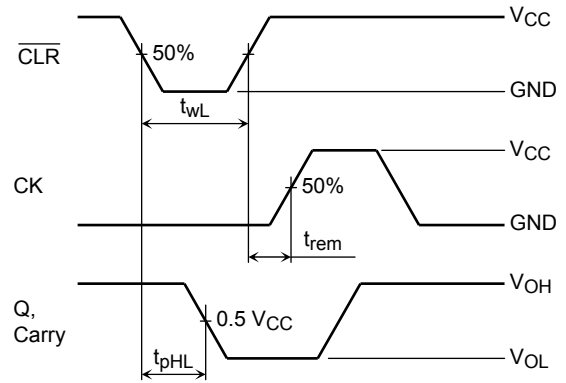 V_CC
CLR
50%
t_wL
GND
V_CC
CK
50%
GND
t_rem
V_OH
Q,
Carry
0.5 V_CC
t_pHL
V_OL